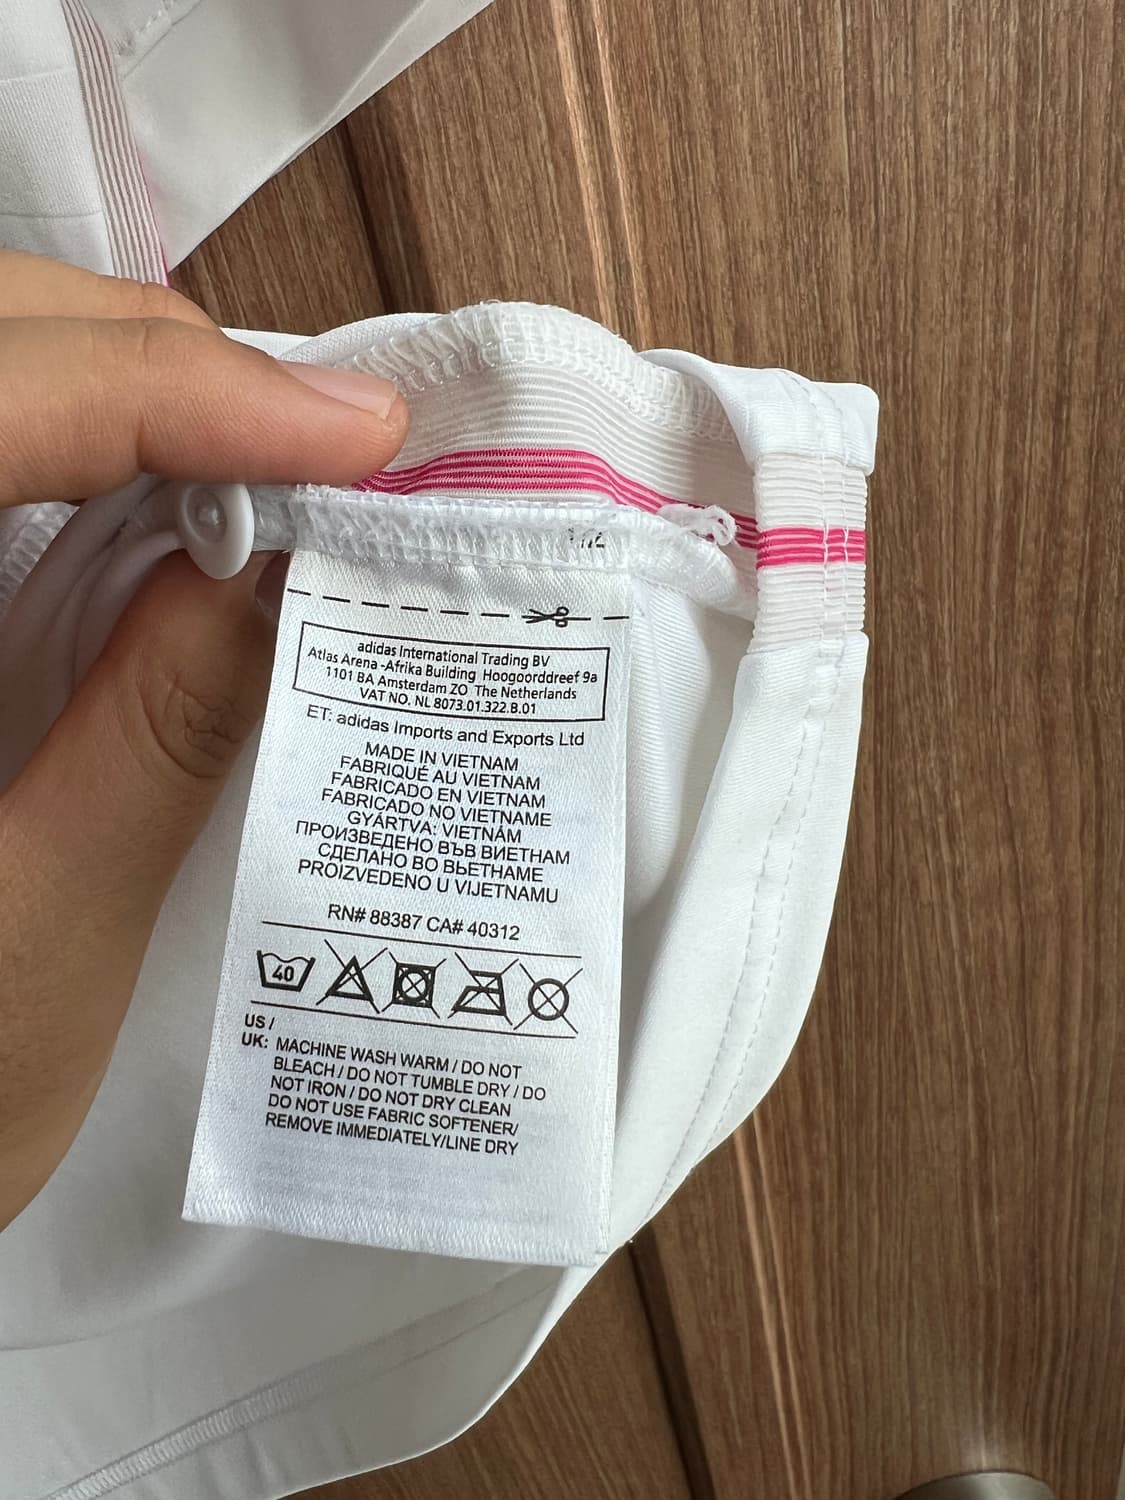 adidas International Trading BV
Atlas Arena -Afrika Building Hoogoorddreef 9a
1101 BA Amsterdam ZO The Netherlands
VAT NO. NL 8073.01.322.B.01
ET: adidas Imports and Exports Ltd
MADE IN VIETNAM
FABRIQUÉ AU VIETNAM
FABRICADO EN VIETNAM
FABRICADO NO VIETNAME
GYÁRTVA: VIETNÁM
ПРОИЗВЕДЕНО ВЪВ ВИЕТНАМ
СДЕЛАНО ВО ВЬЕТНАМЕ
PROIZVEDENO U VIJETNAMU
RN# 88387 CA# 40312
40
US /
UK: MACHINE WASH WARM / DO NOT
BLEACH / DO NOT TUMBLE DRY / DO
NOT IRON / DO NOT DRY CLEAN
DO NOT USE FABRIC SOFTENER/
REMOVE IMMEDIATELY/LINE DRY